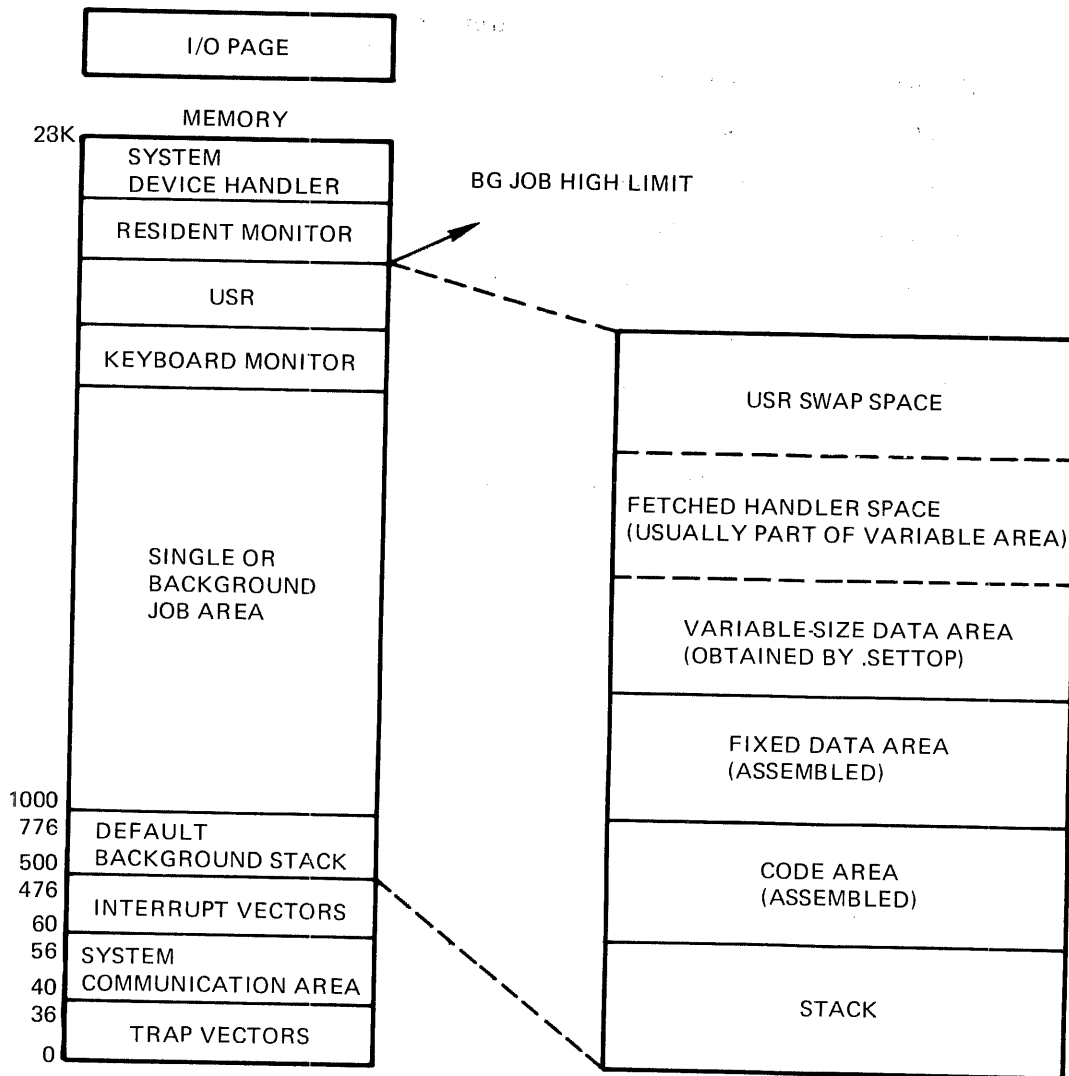 I/O PAGE
MEMORY
23K
SYSTEM
DEVICE HANDLER
BG JOB HIGH LIMIT
RESIDENT MONITOR
USR
KEYBOARD MONITOR
SINGLE OR
BACKGROUND
JOB AREA
1000
776
DEFAULT
BACKGROUND STACK
500
476
INTERRUPT VECTORS
60
56
SYSTEM
COMMUNICATION AREA
40
36
TRAP VECTORS
0
USR SWAP SPACE
FETCHED HANDLER SPACE
(USUALLY PART OF VARIABLE AREA)
VARIABLE-SIZE DATA AREA
(OBTAINED BY .SETTOP)
FIXED DATA AREA
(ASSEMBLED)
CODE AREA
(ASSEMBLED)
STACK